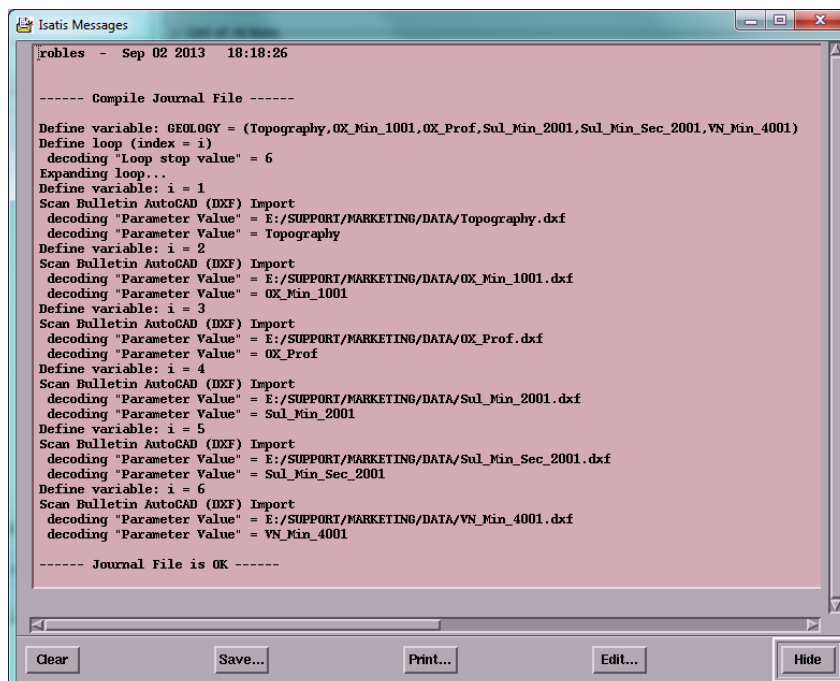 Isatis Messages
robles  -  Sep 02 2013   18:18:26
------ Compile Journal File ------
Define variable: GEOLOGY = (Topography,OX_Min_1001,OX_Prof,Sul_Min_2001,Sul_Min_Sec_2001,VN_Min_4001)
Define loop (index = i)
decoding "Loop stop value" = 6
Expanding loop...
Define variable: i = 1
Scan Bulletin AutoCAD (DXF) Import
decoding "Parameter Value" = E:/SUPPORT/MARKETING/DATA/Topography.dxf
decoding "Parameter Value" = Topography
Define variable: i = 2
Scan Bulletin AutoCAD (DXF) Import
decoding "Parameter Value" = E:/SUPPORT/MARKETING/DATA/OX_Min_1001.dxf
decoding "Parameter Value" = OX_Min_1001
Define variable: i = 3
Scan Bulletin AutoCAD (DXF) Import
decoding "Parameter Value" = E:/SUPPORT/MARKETING/DATA/OX_Prof.dxf
decoding "Parameter Value" = OX_Prof
Define variable: i = 4
Scan Bulletin AutoCAD (DXF) Import
decoding "Parameter Value" = E:/SUPPORT/MARKETING/DATA/Sul_Min_2001.dxf
decoding "Parameter Value" = Sul_Min_2001
Define variable: i = 5
Scan Bulletin AutoCAD (DXF) Import
decoding "Parameter Value" = E:/SUPPORT/MARKETING/DATA/Sul_Min_Sec_2001.dxf
decoding "Parameter Value" = Sul_Min_Sec_2001
Define variable: i = 6
Scan Bulletin AutoCAD (DXF) Import
decoding "Parameter Value" = E:/SUPPORT/MARKETING/DATA/VN_Min_4001.dxf
decoding "Parameter Value" = VN_Min_4001
------ Journal File is OK ------
Clear Save... Print... Edit... Hide